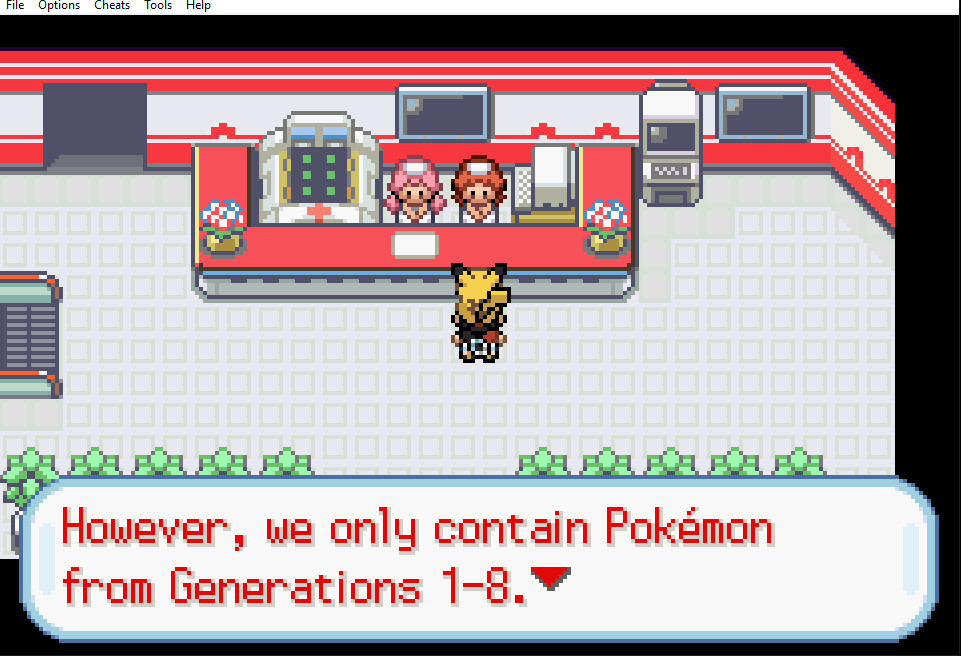 File Options Cheats Tools Help
However, we only contain Pokémon
from Generations 1-8.